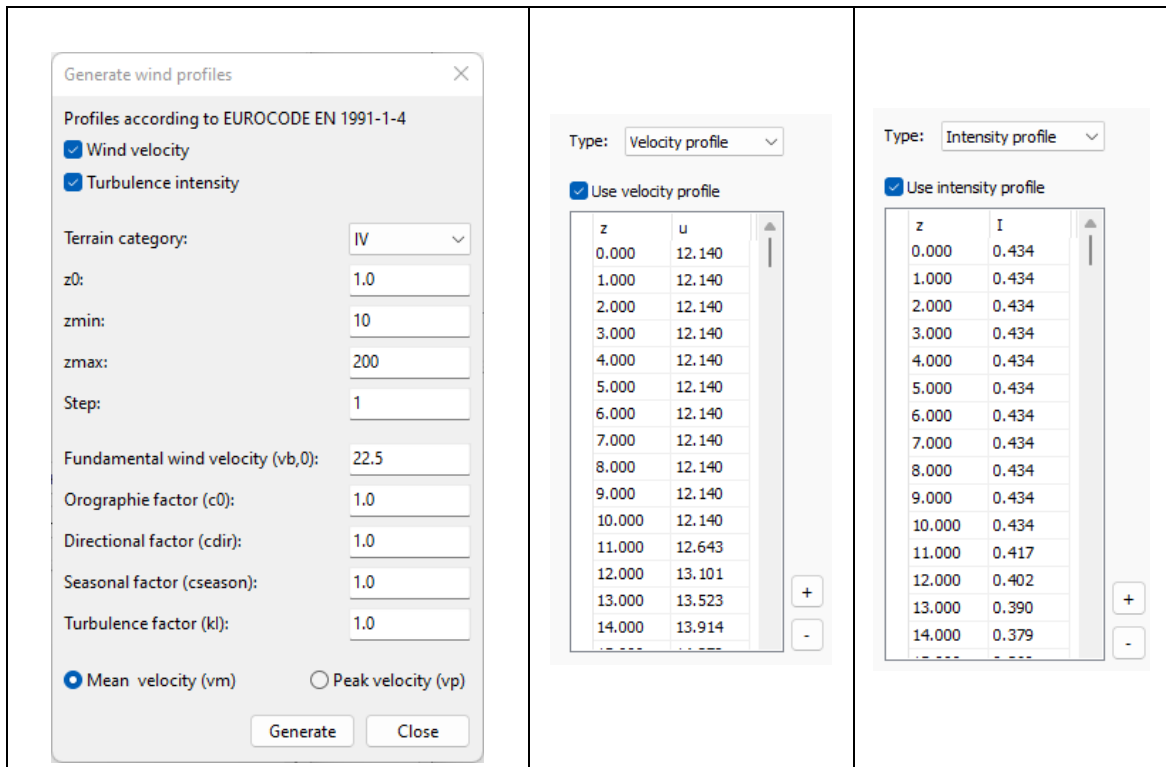 Generate wind profiles
Profiles according to EUROCODE EN 1991-1-4
Wind velocity
Turbulence intensity
Terrain category: IV
z0: 1.0
zmin: 10
zmax: 200
Step: 1
Fundamental wind velocity (vb,0): 22.5
Orographie factor (c0): 1.0
Directional factor (cdir): 1.0
Seasonal factor (cseason): 1.0
Turbulence factor (kl): 1.0
Mean velocity (vm) Peak velocity (vp)
Generate Close
Type: Velocity profile
Use velocity profile
z u
0.000 12.140
1.000 12.140
2.000 12.140
3.000 12.140
4.000 12.140
5.000 12.140
6.000 12.140
7.000 12.140
8.000 12.140
9.000 12.140
10.000 12.140
11.000 12.643
12.000 13.101
13.000 13.523
14.000 13.914
+
-
Type: Intensity profile
Use intensity profile
z I
0.000 0.434
1.000 0.434
2.000 0.434
3.000 0.434
4.000 0.434
5.000 0.434
6.000 0.434
7.000 0.434
8.000 0.434
9.000 0.434
10.000 0.434
11.000 0.417
12.000 0.402
13.000 0.390
14.000 0.379
+
-